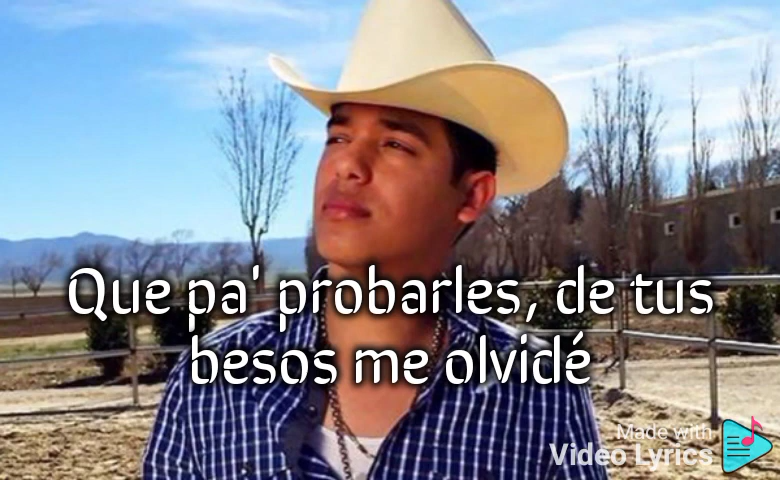 Que pa' probarles, de tus
besos me olvidé
Made with
Video Lyrics